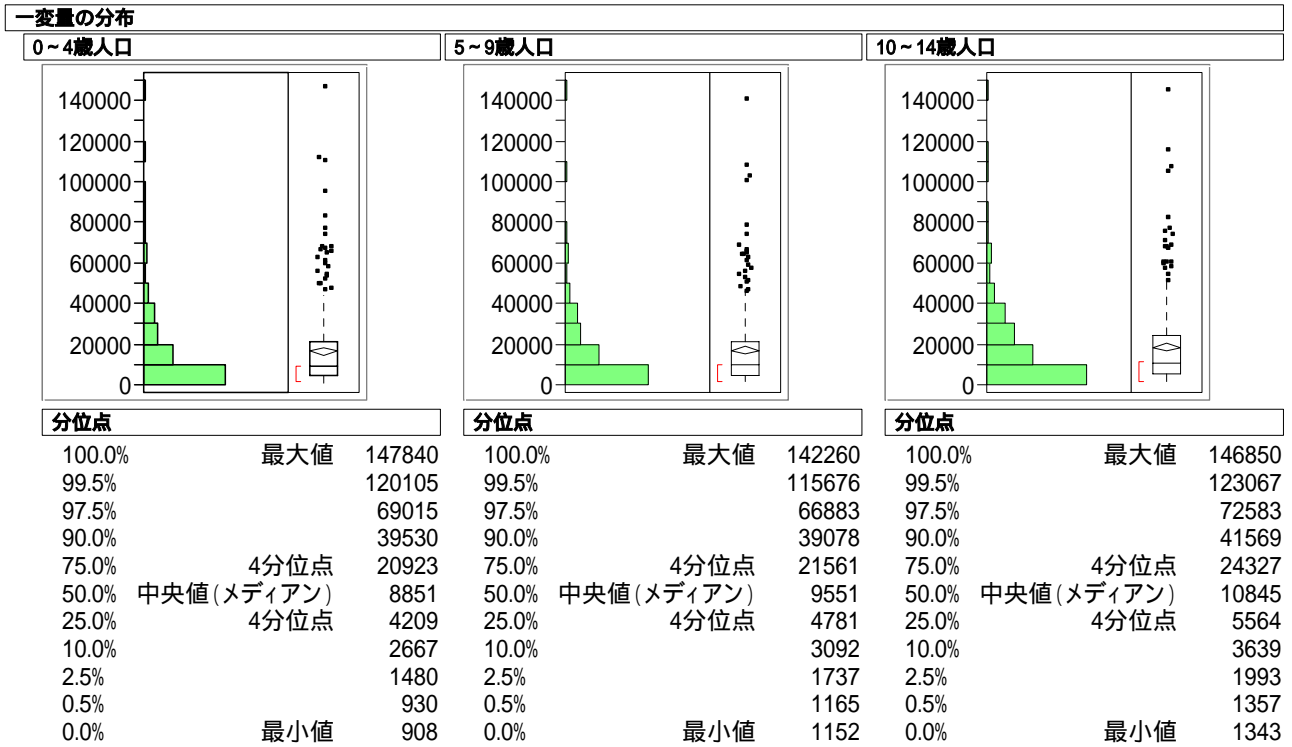 一変量の分布
0～4歳人口
140000
120000
100000
80000
60000
40000
20000
0
分位点
100.0% 最大値 147840
99.5% 120105
97.5% 69015
90.0% 39530
75.0% 4分位点 20923
50.0% 中央値(メディアン) 8851
25.0% 4分位点 4209
10.0% 2667
2.5% 1480
0.5% 930
0.0% 最小値 908
5～9歳人口
140000
120000
100000
80000
60000
40000
20000
0
分位点
100.0% 最大値 142260
99.5% 115676
97.5% 66883
90.0% 39078
75.0% 4分位点 21561
50.0% 中央値(メディアン) 9551
25.0% 4分位点 4781
10.0% 3092
2.5% 1737
0.5% 1165
0.0% 最小値 1152
10～14歳人口
140000
120000
100000
80000
60000
40000
20000
0
分位点
100.0% 最大値 146850
99.5% 123067
97.5% 72583
90.0% 41569
75.0% 4分位点 24327
50.0% 中央値(メディアン) 10845
25.0% 4分位点 5564
10.0% 3639
2.5% 1993
0.5% 1357
0.0% 最小値 1343